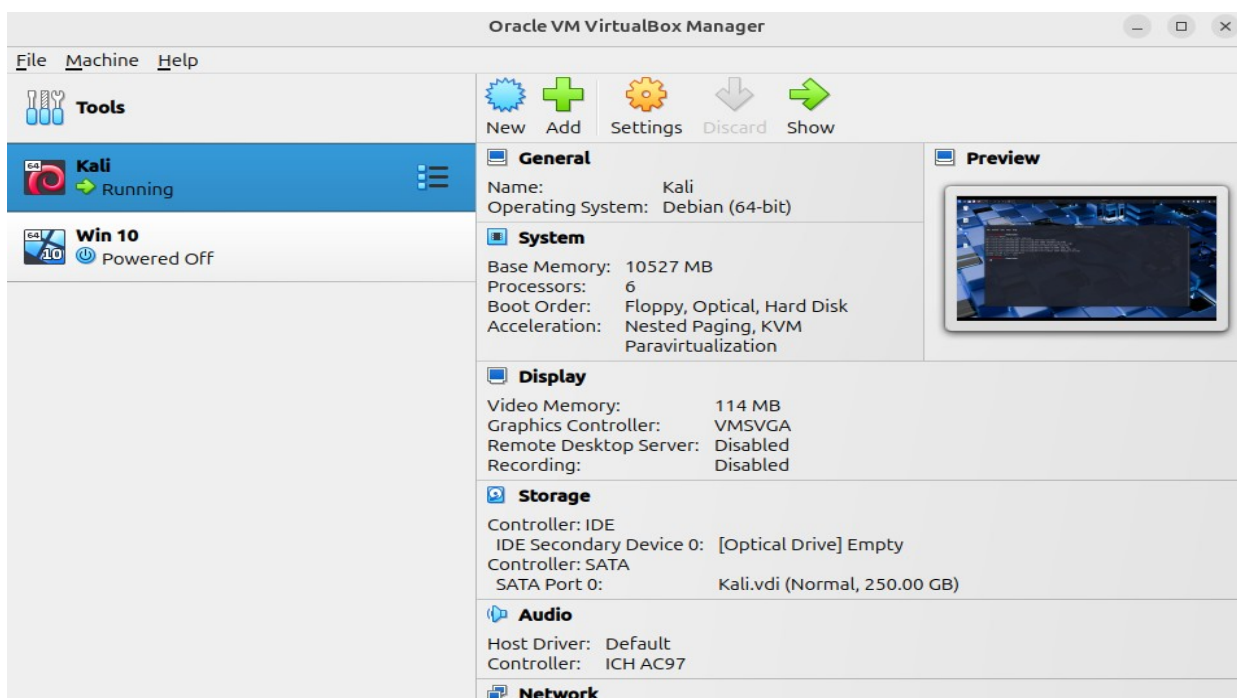 Oracle VM VirtualBox Manager
File Machine Help
Tools
New Add Settings Discard Show
64
Kali
Running
64
10
Win 10
Powered Off
General
Name: Kali
Operating System: Debian (64-bit)
Preview
System
Base Memory: 10527 MB
Processors: 6
Boot Order: Floppy, Optical, Hard Disk
Acceleration: Nested Paging, KVM
Paravirtualization
Display
Video Memory: 114 MB
Graphics Controller: VMSVGA
Remote Desktop Server: Disabled
Recording: Disabled
Storage
Controller: IDE
IDE Secondary Device 0: [Optical Drive] Empty
Controller: SATA
SATA Port 0: Kali.vdi (Normal, 250.00 GB)
Audio
Host Driver: Default
Controller: ICH AC97
Network